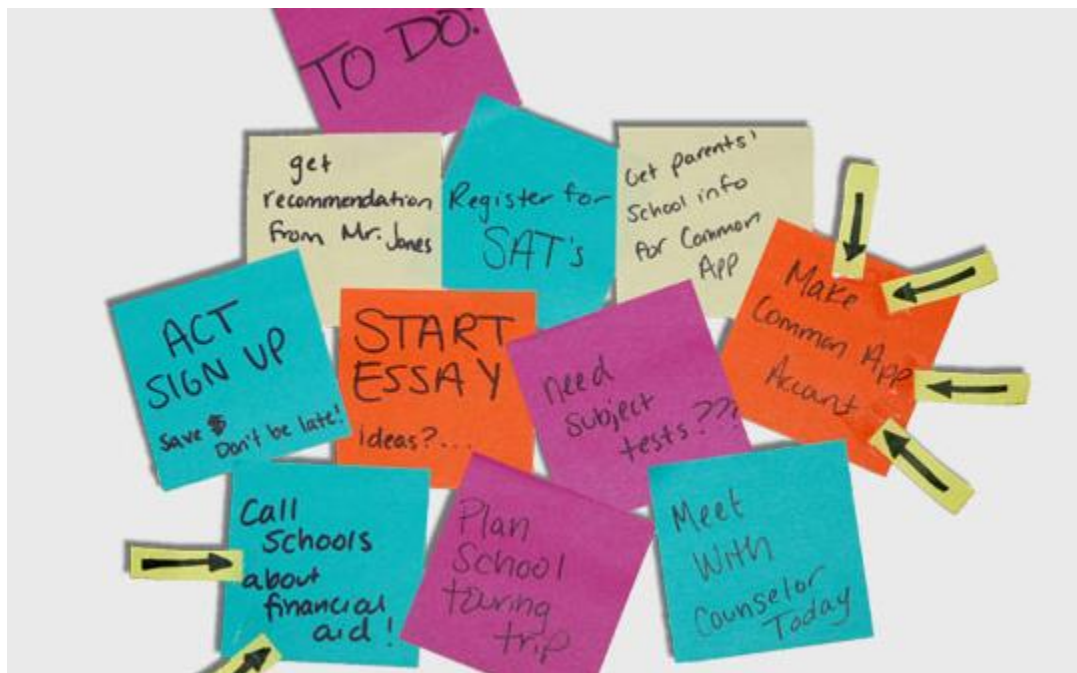 TO DO:
get
recommendation
from Mr. Jones
Register for
SAT's
Get parents'
School info
for Common
App
Make
Common App
Account
ACT
SIGN UP
save $
Don't be late!
START
ESSAY
ideas?...
need
subject
tests???
Call
Schools
about
financial
aid!
Plan
School
touring
trip
Meet
With
Counselor
Today